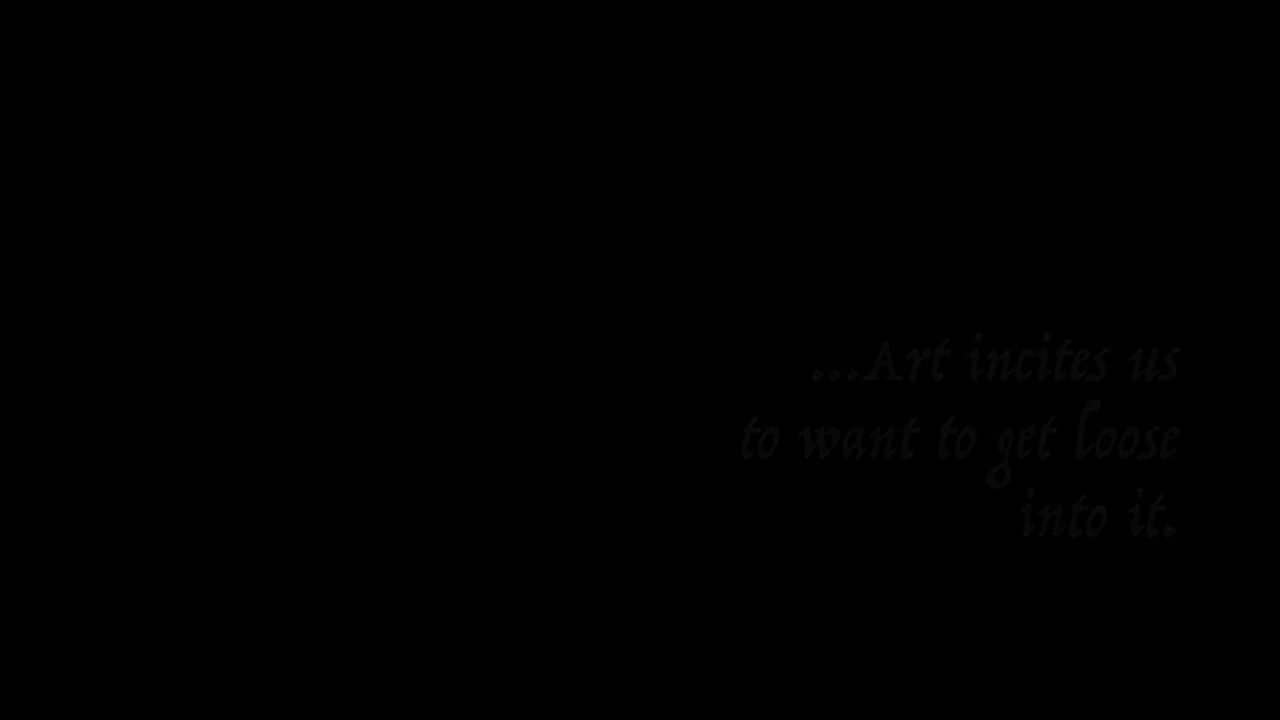 ...Art incites us
to want to get loose
into it.